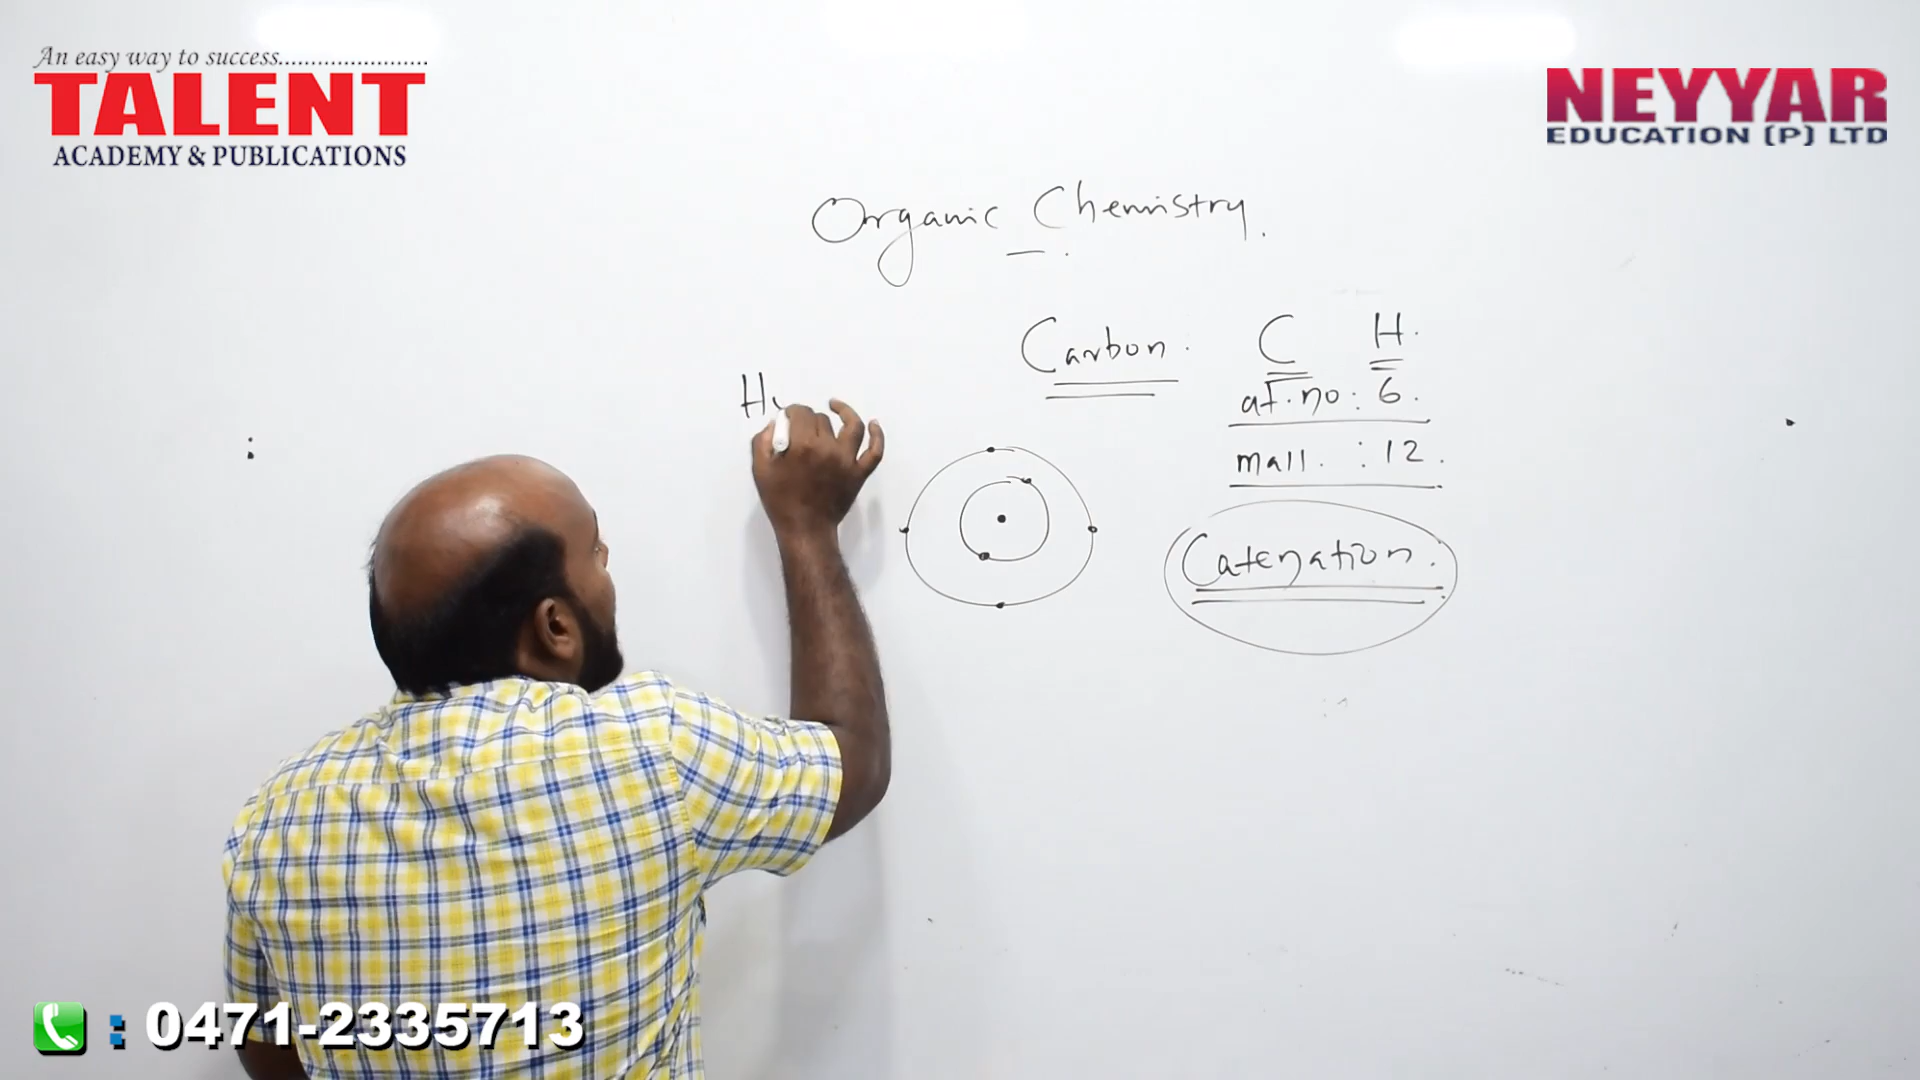 An easy way to success.......................
TALENT
ACADEMY & PUBLICATIONS
NEYYAR
EDUCATION (P) LTD
Organic Chemistry.
Carbon.
C H.
at.no : 6.
mass. : 12.
Hy
Catenation.
: 0471-2335713